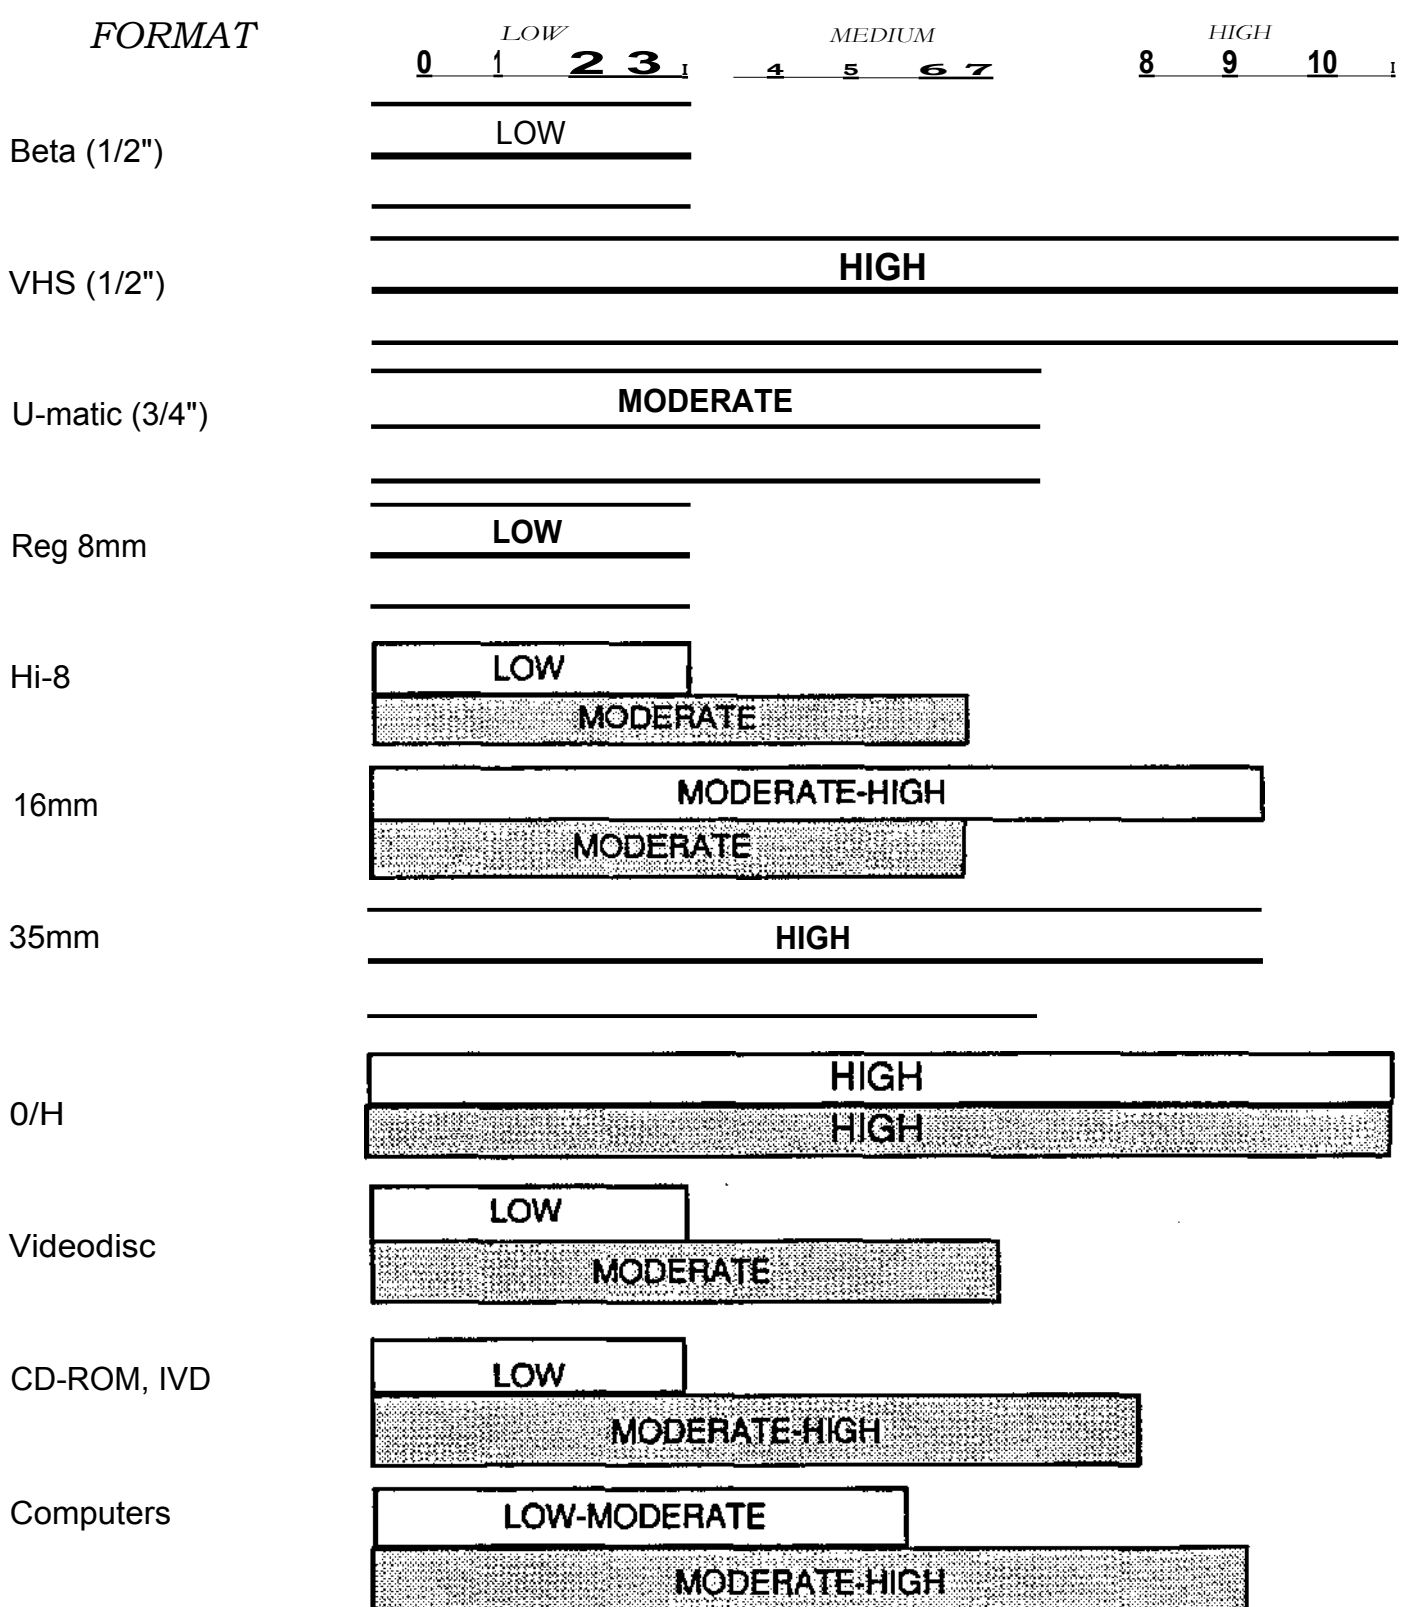 FORMAT LOW MEDIUM HIGH
0 1 2 3 I 4 5 6 7 8 9 10 I
Beta (1/2") LOW
VHS (1/2") HIGH
U-matic (3/4") MODERATE
Reg 8mm LOW
Hi-8 LOW
MODERATE
16mm MODERATE-HIGH
MODERATE
35mm HIGH
0/H HIGH
HIGH
Videodisc LOW
MODERATE
CD-ROM, IVD LOW
MODERATE-HIGH
Computers LOW-MODERATE
MODERATE-HIGH